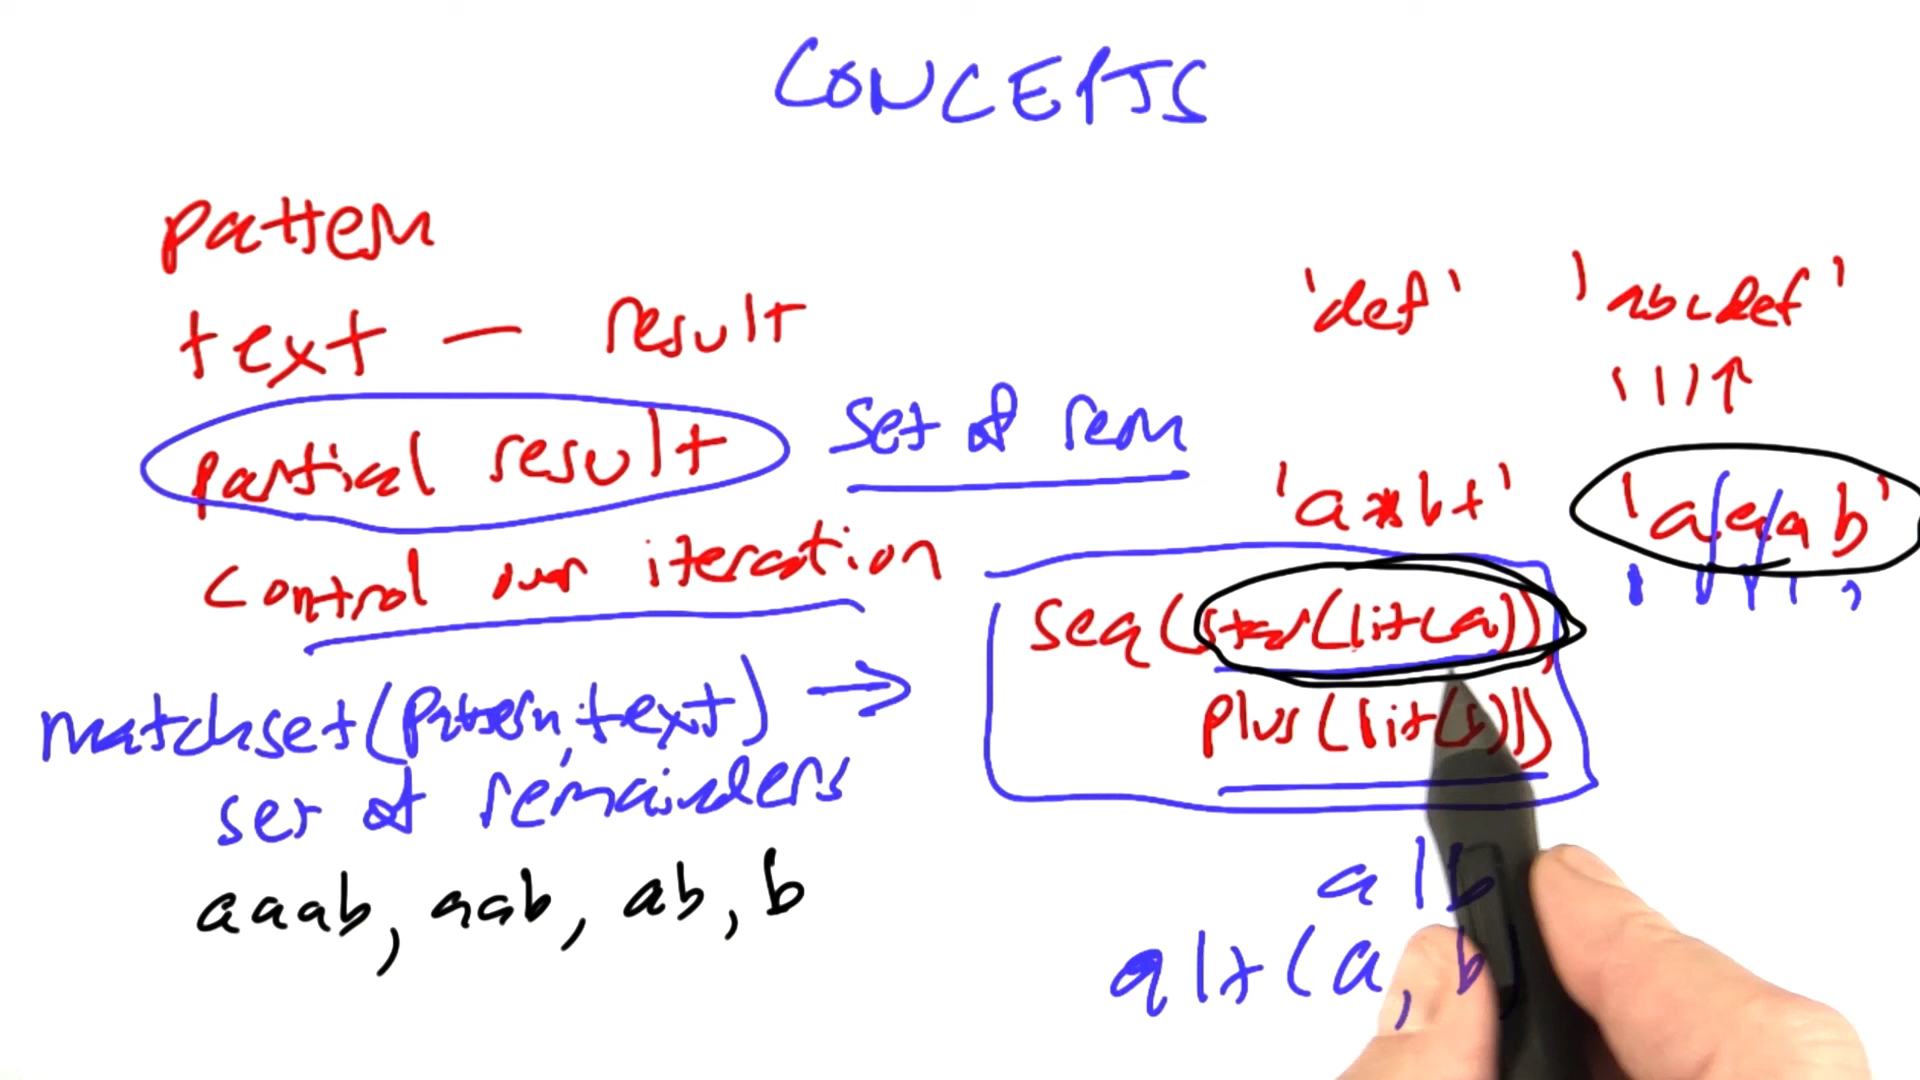 CONCEPTS
pattern
text — result
'def' 'abcdef'
partial result set of rem
'a*b+' 'aaab'
control over iteration
seq(star(lit(a)),
plus(lit(b)))
matchset(pattern, text) →
set of remainders
a|b
aaab, aab, ab, b
alt(a, b)